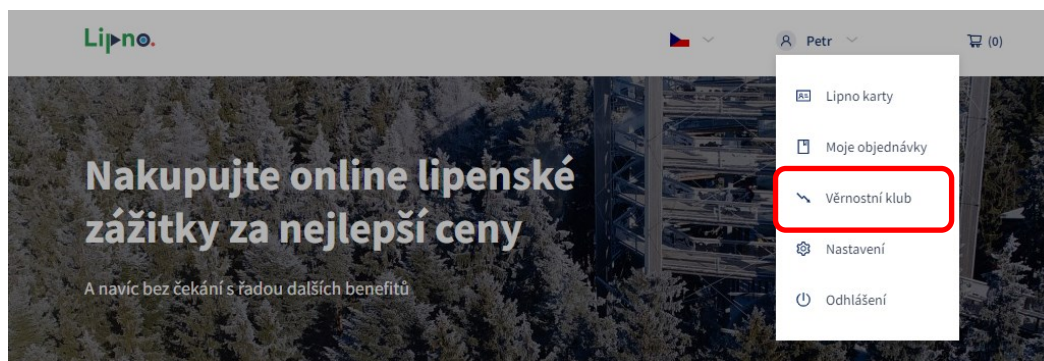 Lipno.
Petr
(0)
Lipno karty
Moje objednávky
Věrnostní klub
Nastavení
Odhlášení
Nakupujte online lipenské
zážitky za nejlepší ceny
A navíc bez čekání s řadou dalších benefitů